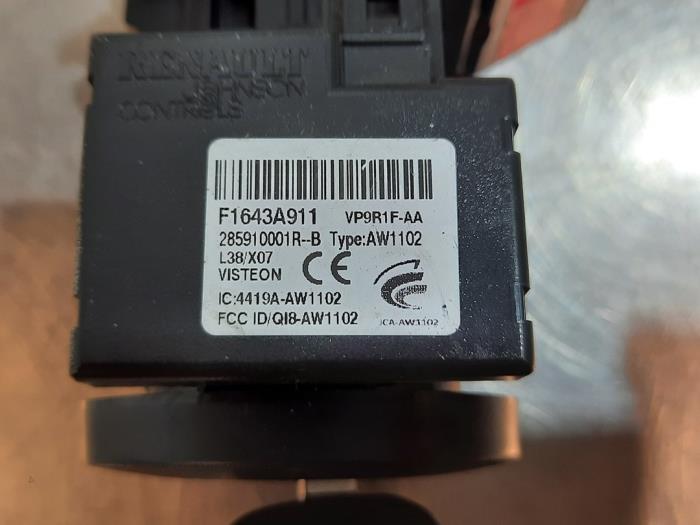 RENAULT
JOHNSON
CONTROLS
F1643A911 VP9R1F-AA
285910001R--B Type:AW1102
L38/X07
VISTEON CE
IC:4419A-AW1102
FCC ID/QI8-AW1102 JCA-AW1102